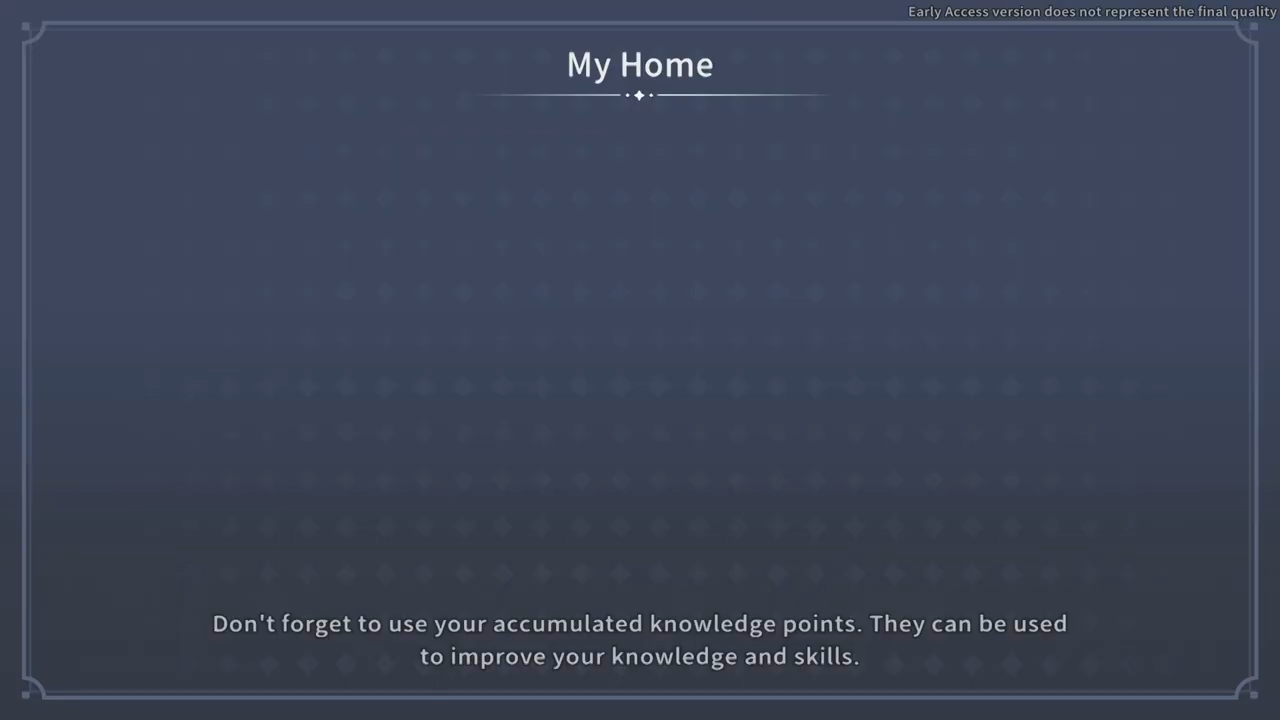 Early Access version does not represent the final quality
My Home
Don't forget to use your accumulated knowledge points. They can be used
to improve your knowledge and skills.